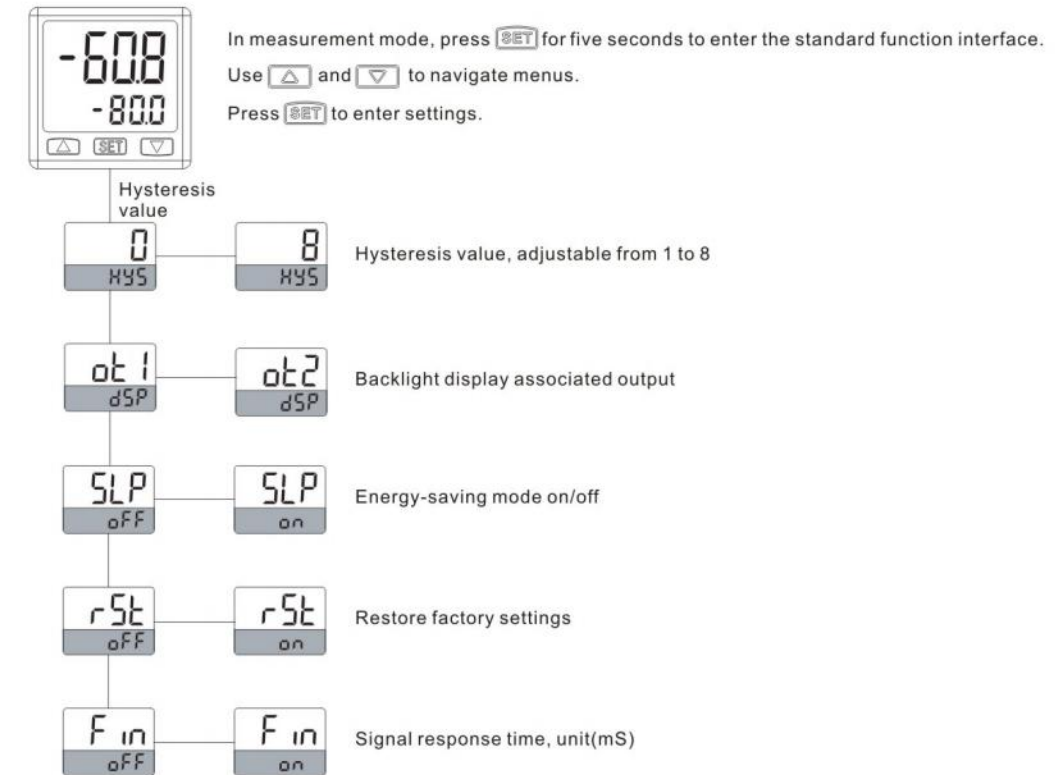 -60.8
-80.0
SET
In measurement mode, press SET for five seconds to enter the standard function interface.
Use and to navigate menus.
Press SET to enter settings.
Hysteresis
value
0
HYS
8
HYS
Hysteresis value, adjustable from 1 to 8
ot1
dSP
ot2
dSP
Backlight display associated output
SLP
oFF
SLP
on
Energy-saving mode on/off
rSt
oFF
rSt
on
Restore factory settings
Fin
oFF
Fin
on
Signal response time, unit(mS)